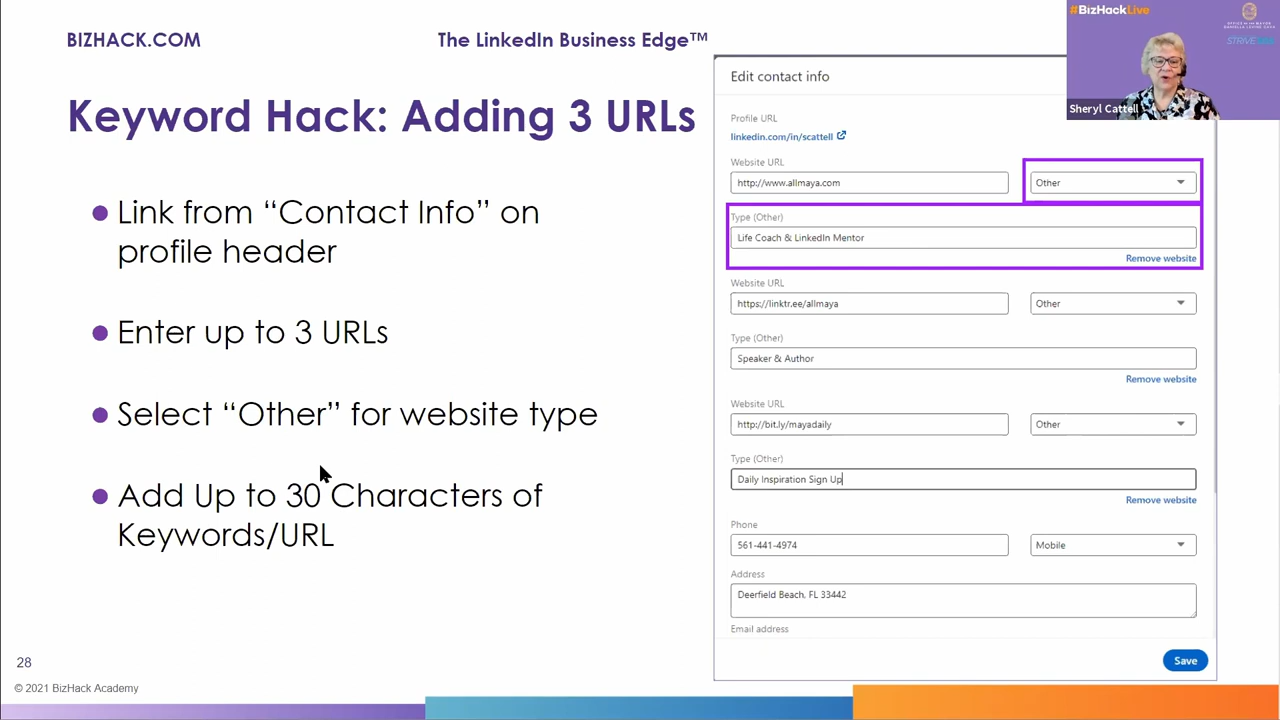 BIZHACK.COM
The LinkedIn Business Edge™
#BizHackLive
Sheryl Cattell
Keyword Hack: Adding 3 URLs
● Link from “Contact Info” on
profile header
● Enter up to 3 URLs
● Select “Other” for website type
● Add Up to 30 Characters of
Keywords/URL
Edit contact info
Profile URL
linkedin.com/in/scattell
Website URL
http://www.allmaya.com
Other
Type (Other)
Life Coach & LinkedIn Mentor
Remove website
Website URL
https://linktr.ee/allmaya
Other
Type (Other)
Speaker & Author
Remove website
Website URL
http://bit.ly/mayadaily
Other
Type (Other)
Daily Inspiration Sign Up
Remove website
Phone
561-441-4974
Mobile
Address
Deerfield Beach, FL 33442
Email address
Save
28
© 2021 BizHack Academy